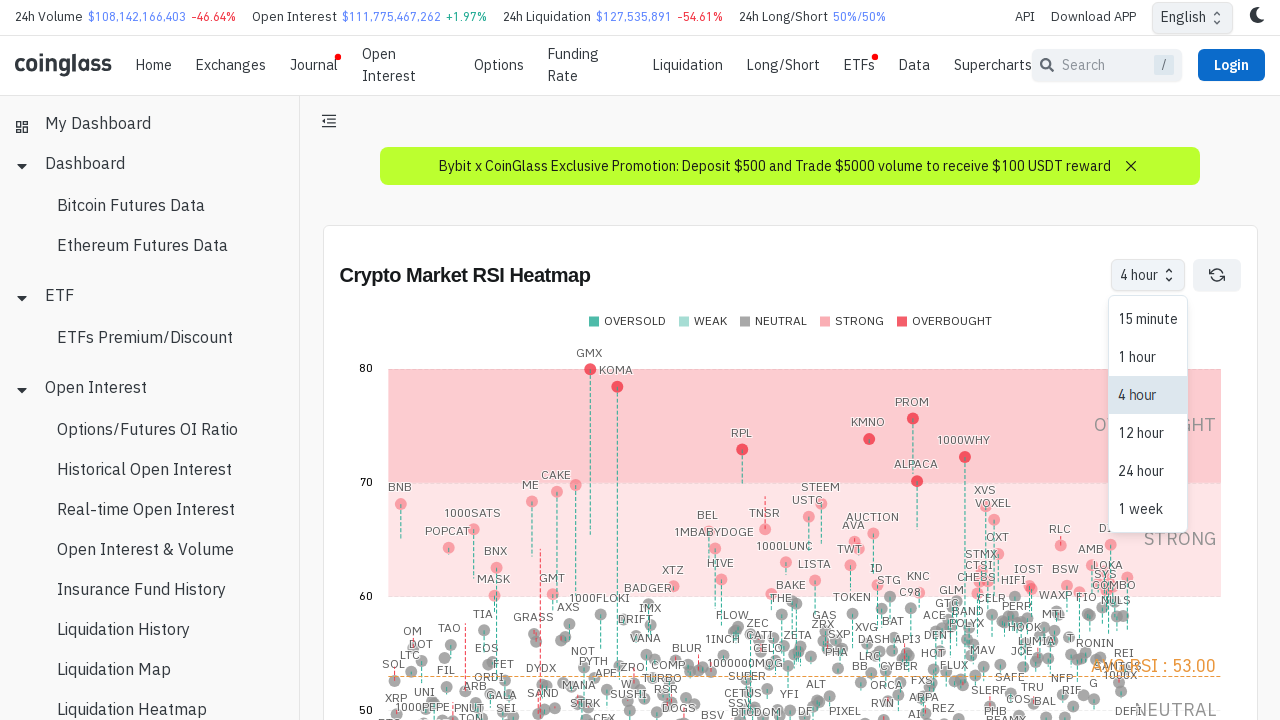 24h Volume $108,142,166,403 -46.64% Open Interest $111,775,467,262 +1.97% 24h Liquidation $127,535,891 -54.61% 24h Long/Short 50%/50% API Download APP English
coinglass Home Exchanges Journal Open Interest Options Funding Rate Liquidation Long/Short ETFs Data Supercharts Search / Login
My Dashboard
Dashboard
Bitcoin Futures Data
Ethereum Futures Data
ETF
ETFs Premium/Discount
Open Interest
Options/Futures OI Ratio
Historical Open Interest
Real-time Open Interest
Open Interest & Volume
Insurance Fund History
Liquidation History
Liquidation Map
Liquidation Heatmap
Bybit x CoinGlass Exclusive Promotion: Deposit $500 and Trade $5000 volume to receive $100 USDT reward
Crypto Market RSI Heatmap
4 hour
15 minute
1 hour
4 hour
12 hour
24 hour
1 week
OVERSOLD WEAK NEUTRAL STRONG OVERBOUGHT
GMX
80
KOMA
PROM
KMNO
RPL
1000WHY
ALPACA
CAKE
70
BNB
ME
STEEM
XVS
USTC
VOXEL
1000SATS
TNSR
BEL
AUCTION
AVA
POPCAT
1MBABYDOGE
RLC
OXT
1000LUNC
TWT
AMB
BNX
STMX
HIVE
LISTA
XTZ
CTSI
LOKA
ID
IOST
BSW
MASK
GMT
KNC
CHESS
SYS
STG
HIFI
BADGER
BAKE
COMBO
STRONG
60
1000FLOKI
THE
TOKEN
C98
GLM
CELR
WAXP
FIO
NULS
AXS
IMX
GTC
PERP
TIA
GRASS
DRIFT
FLOW
GAS
ACE
BAND
MTL
ZEC
ZRX
XVG
BAT
POLYX
HOOK
OM
TAO
VANA
1INCH
CATI
ZETA
DASH
API3
DENT
LUMIA
DOT
EOS
NOT
BLUR
CELO
PHA
MAV
JOE
RONIN
LTC
PYTH
LRC
HOT
REI
SQL
FIL
FET
DYDX
ZRO
COMP
1000000MOG
BB
CYBER
FLUX
ORDI
APE
TURBO
SUPER
FXS
SAFE
NFP
1000X
RSI : 53.00
ARB
MANA
RSR
ALT
ORCA
TRU
XRP
UNI
GALA
SAND
SUSHI
CETUS
YFI
ARPA
SLERF
RIF
G
1000PEPE
PNUT
SEI
STRK
DOGS
SSV
RVN
REZ
COS
BAL
50
BSV
PIXEL
PHB
NEUTRAL